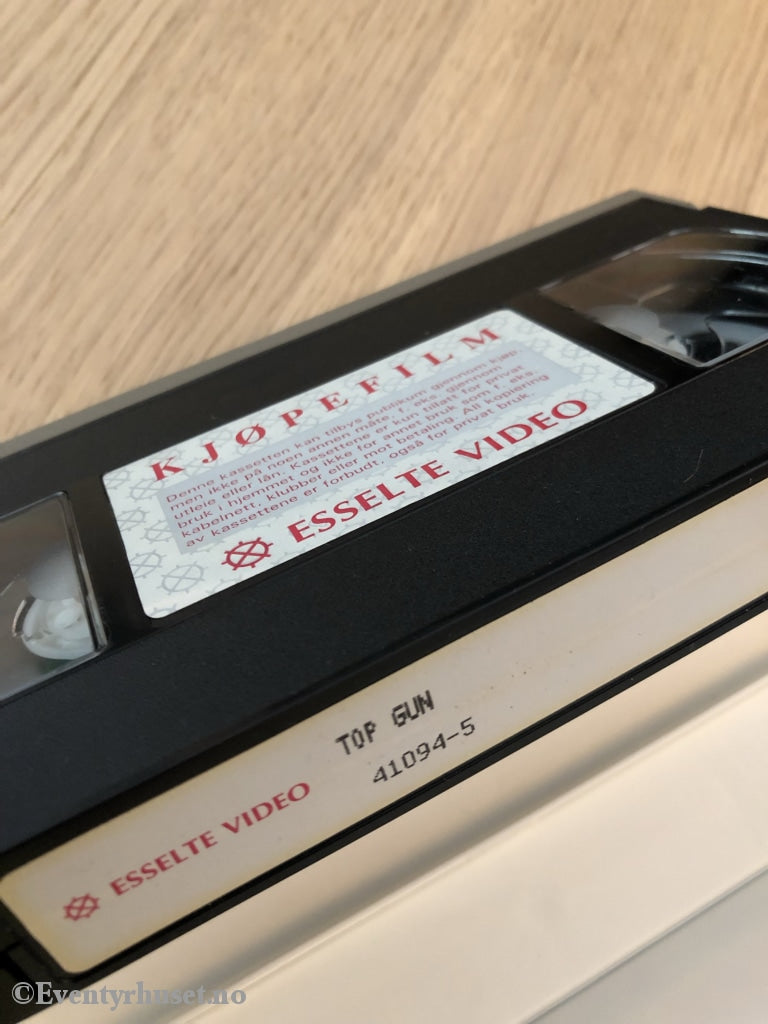 KJØPEFILM
Denne kassetten kan tilbys publikum gjennom kjøp,
men ikke på noen annen måte, f. eks. gjennom
utleie eller lån. Kassettene er kun tillatt for privat
bruk i hjemmet og ikke for annet bruk som f. eks.
kabelnett, klubber eller mot betaling. All kopiering
av kassettene er forbudt, også for privat bruk.
ESSELTE VIDEO
TOP GUN
41094-5
ESSELTE VIDEO
©Eventyrhuset.no